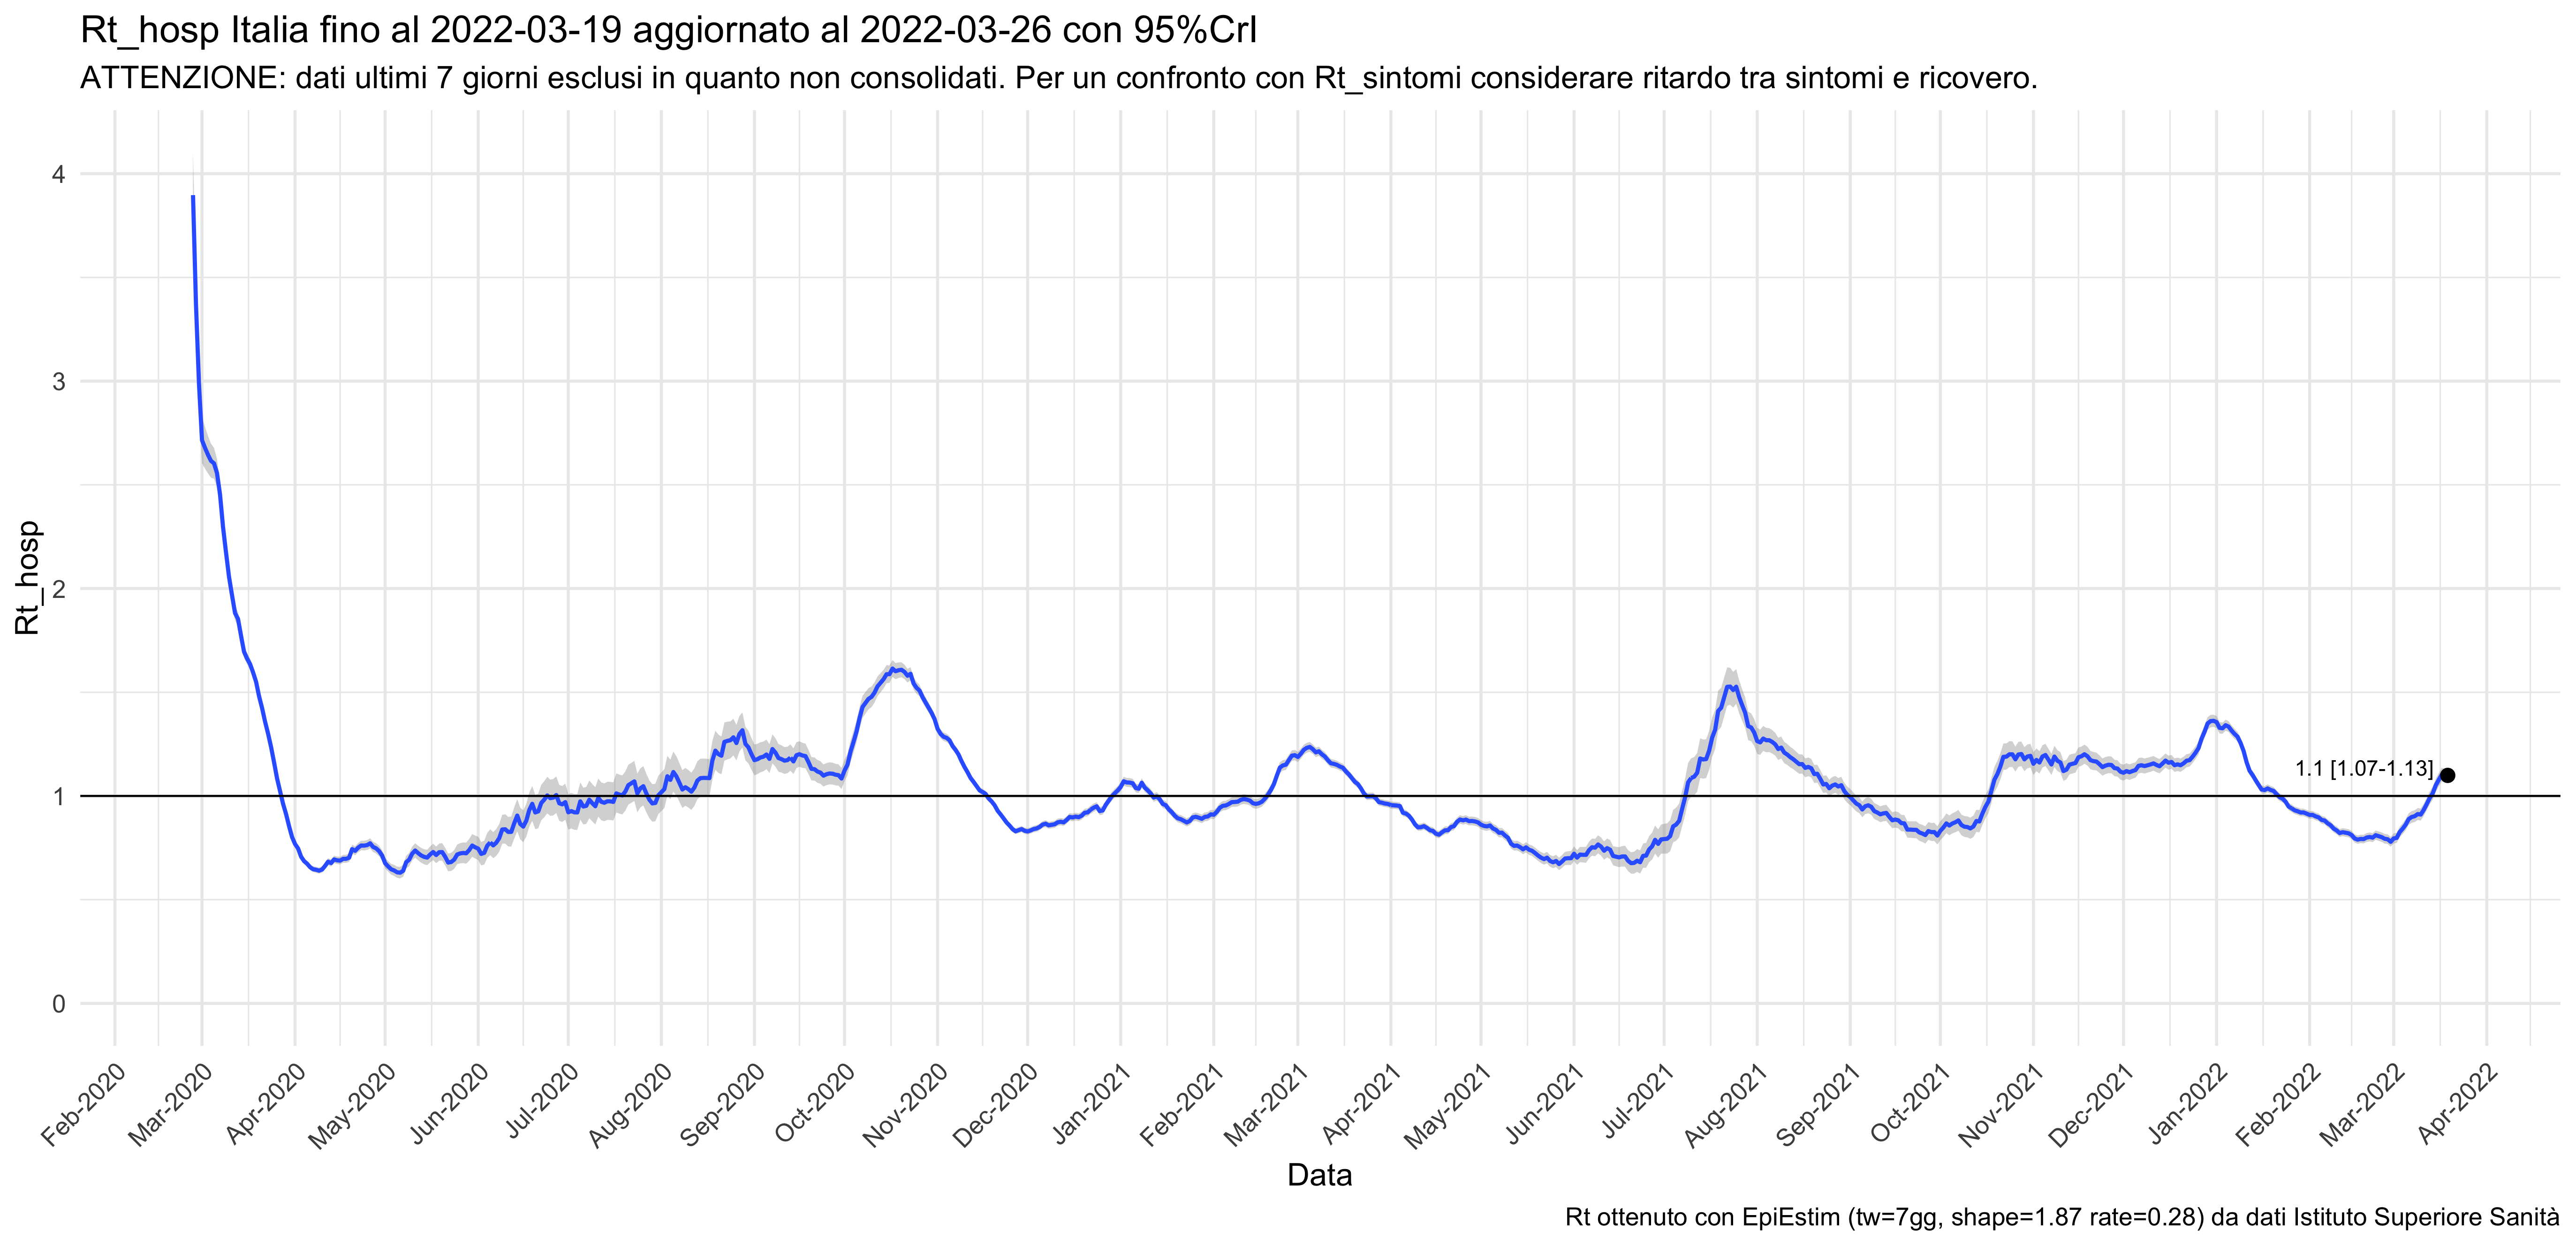 Rt_hosp Italia fino al 2022-03-19 aggiornato al 2022-03-26 con 95%CrI
ATTENZIONE: dati ultimi 7 giorni esclusi in quanto non consolidati. Per un confronto con Rt_sintomi considerare ritardo tra sintomi e ricovero.
4
3
2
1
0
Rt_hosp
1.1 [1.07-1.13]
Feb-2020
Mar-2020
Apr-2020
May-2020
Jun-2020
Jul-2020
Aug-2020
Sep-2020
Oct-2020
Nov-2020
Dec-2020
Jan-2021
Feb-2021
Mar-2021
Apr-2021
May-2021
Jun-2021
Jul-2021
Aug-2021
Sep-2021
Oct-2021
Nov-2021
Dec-2021
Jan-2022
Feb-2022
Mar-2022
Apr-2022
Data
Rt ottenuto con EpiEstim (tw=7gg, shape=1.87 rate=0.28) da dati Istituto Superiore Sanità